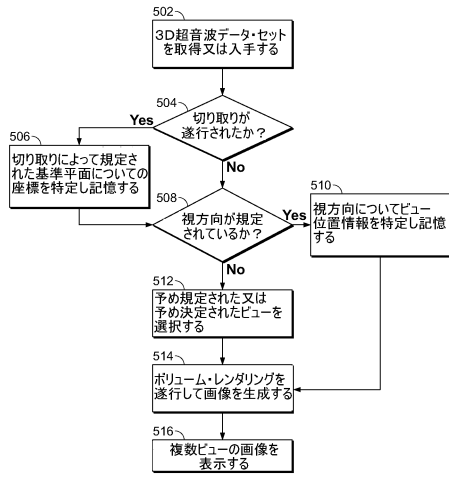 502
3D超音波データ・セット
を取得又は入手する
504
切り取りが
遂行されたか?
Yes
No
506
切り取りによって規定さ
れた基準平面についての
座標を特定し記憶する
508
視方向が規定
されているか?
Yes
No
510
視方向についてビュー
位置情報を特定し記憶
する
512
予め規定された又は
予め決定されたビューを
選択する
514
ボリューム・レンダリングを
遂行して画像を生成する
516
複数ビューの画像を
表示する